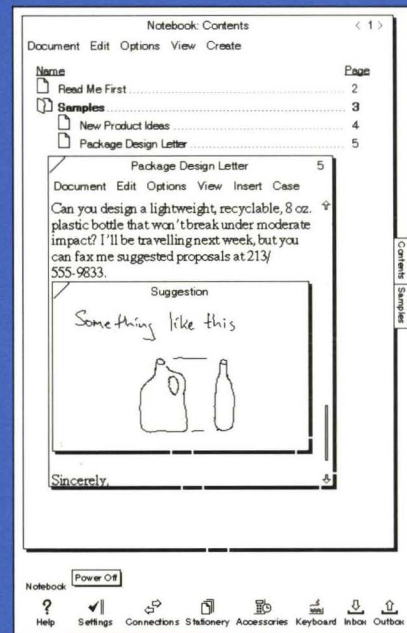 Notebook: Contents < 1 >
Document Edit Options View Create
Name Page
Read Me First 2
Samples 3
New Product Ideas 4
Package Design Letter 5
Package Design Letter 5
Document Edit Options View Insert Case
Can you design a lightweight, recyclable, 8 oz.
plastic bottle that won't break under moderate
impact? I'll be travelling next week, but you
can fax me suggested proposals at 213/
555-9833.
Suggestion
Something like this
Sincerely,
Contents
Samples
Notebook
Power Off
Help Settings Connections Stationery Accessories Keyboard Inbox Outbox